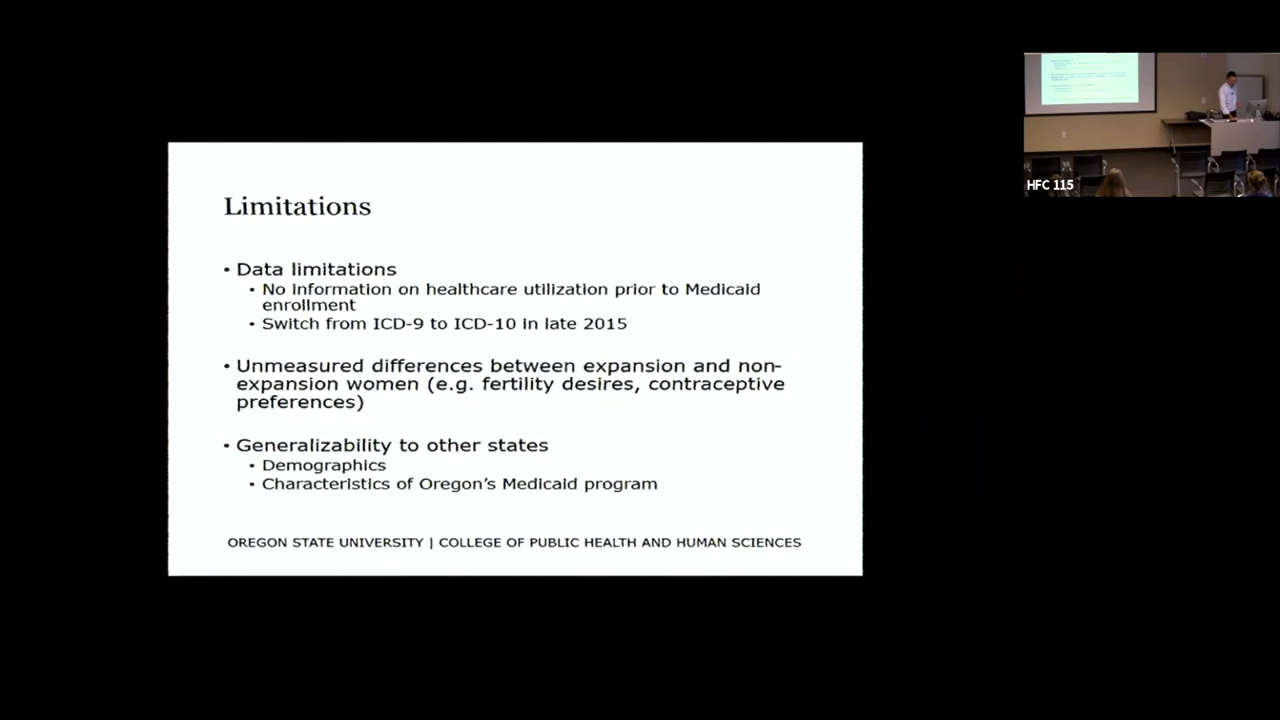 Limitations
• Data limitations
• No information on healthcare utilization prior to Medicaid
enrollment
• Switch from ICD-9 to ICD-10 in late 2015
• Unmeasured differences between expansion and non-
expansion women (e.g. fertility desires, contraceptive
preferences)
• Generalizability to other states
• Demographics
• Characteristics of Oregon's Medicaid program
OREGON STATE UNIVERSITY | COLLEGE OF PUBLIC HEALTH AND HUMAN SCIENCES
HFC 115